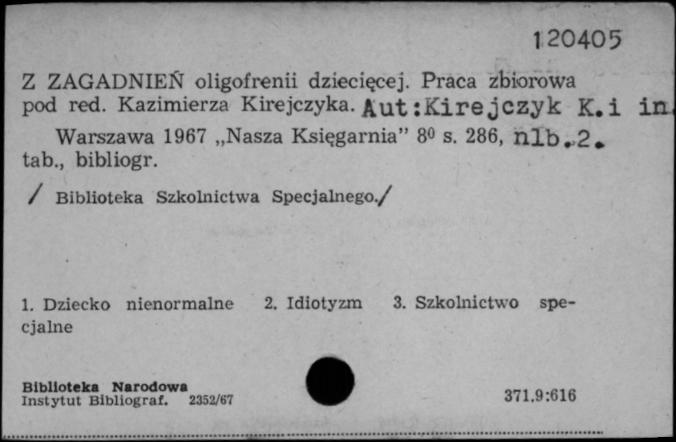 120405
Z ZAGADNIEŃ oligofrenii dziecięcej. Praca zbiorowa
pod red. Kazimierza Kirejczyka. Aut:Kirejczyk K.i in.
Warszawa 1967 „Nasza Księgarnia” 8⁰ s. 286, nlb.2.
tab., bibliogr.
/ Biblioteka Szkolnictwa Specjalnego./
1. Dziecko nienormalne 2. Idiotyzm 3. Szkolnictwo spe-
cjalne
Biblioteka Narodowa
Instytut Bibliograf. 2352/67
371.9:616